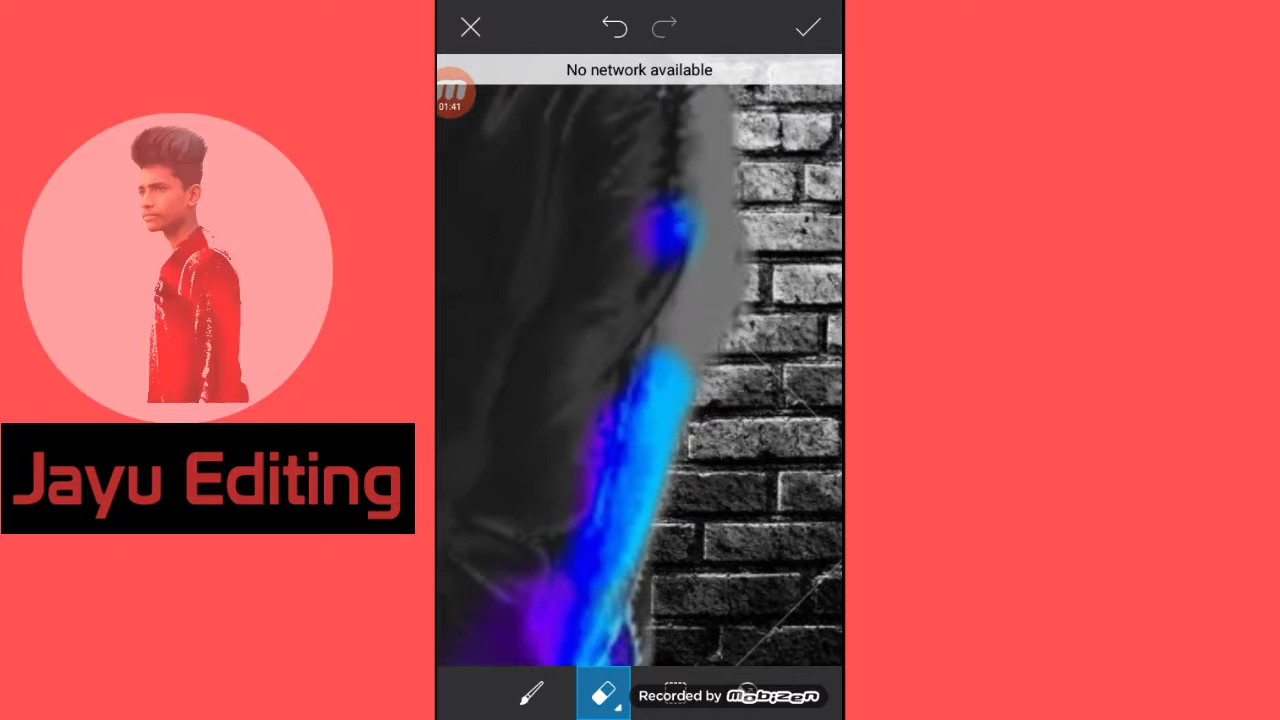 No network available
m
01:41
Jayu Editing
Recorded by mobizen